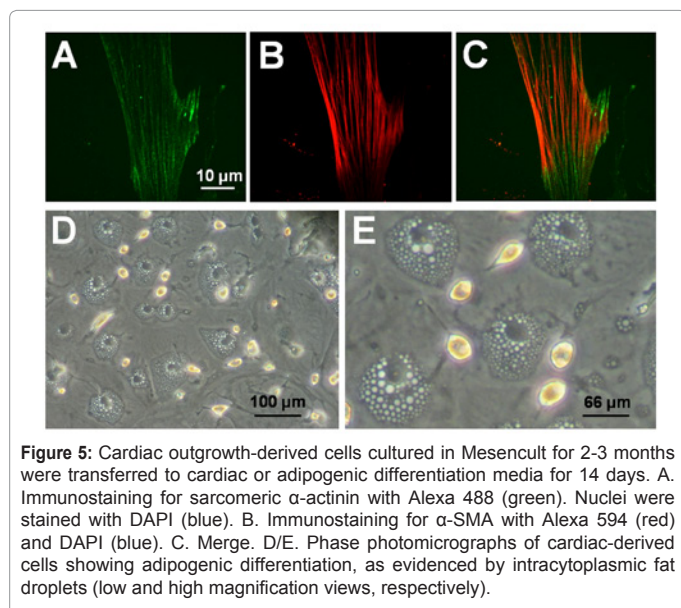 A
B
C
10 µm
D
E
100 µm
66 µm
Figure 5: Cardiac outgrowth-derived cells cultured in Mesencult for 2-3 months
were transferred to cardiac or adipogenic differentiation media for 14 days. A.
Immunostaining for sarcomeric α-actinin with Alexa 488 (green). Nuclei were
stained with DAPI (blue). B. Immunostaining for α-SMA with Alexa 594 (red)
and DAPI (blue). C. Merge. D/E. Phase photomicrographs of cardiac-derived
cells showing adipogenic differentiation, as evidenced by intracytoplasmic fat
droplets (low and high magnification views, respectively).